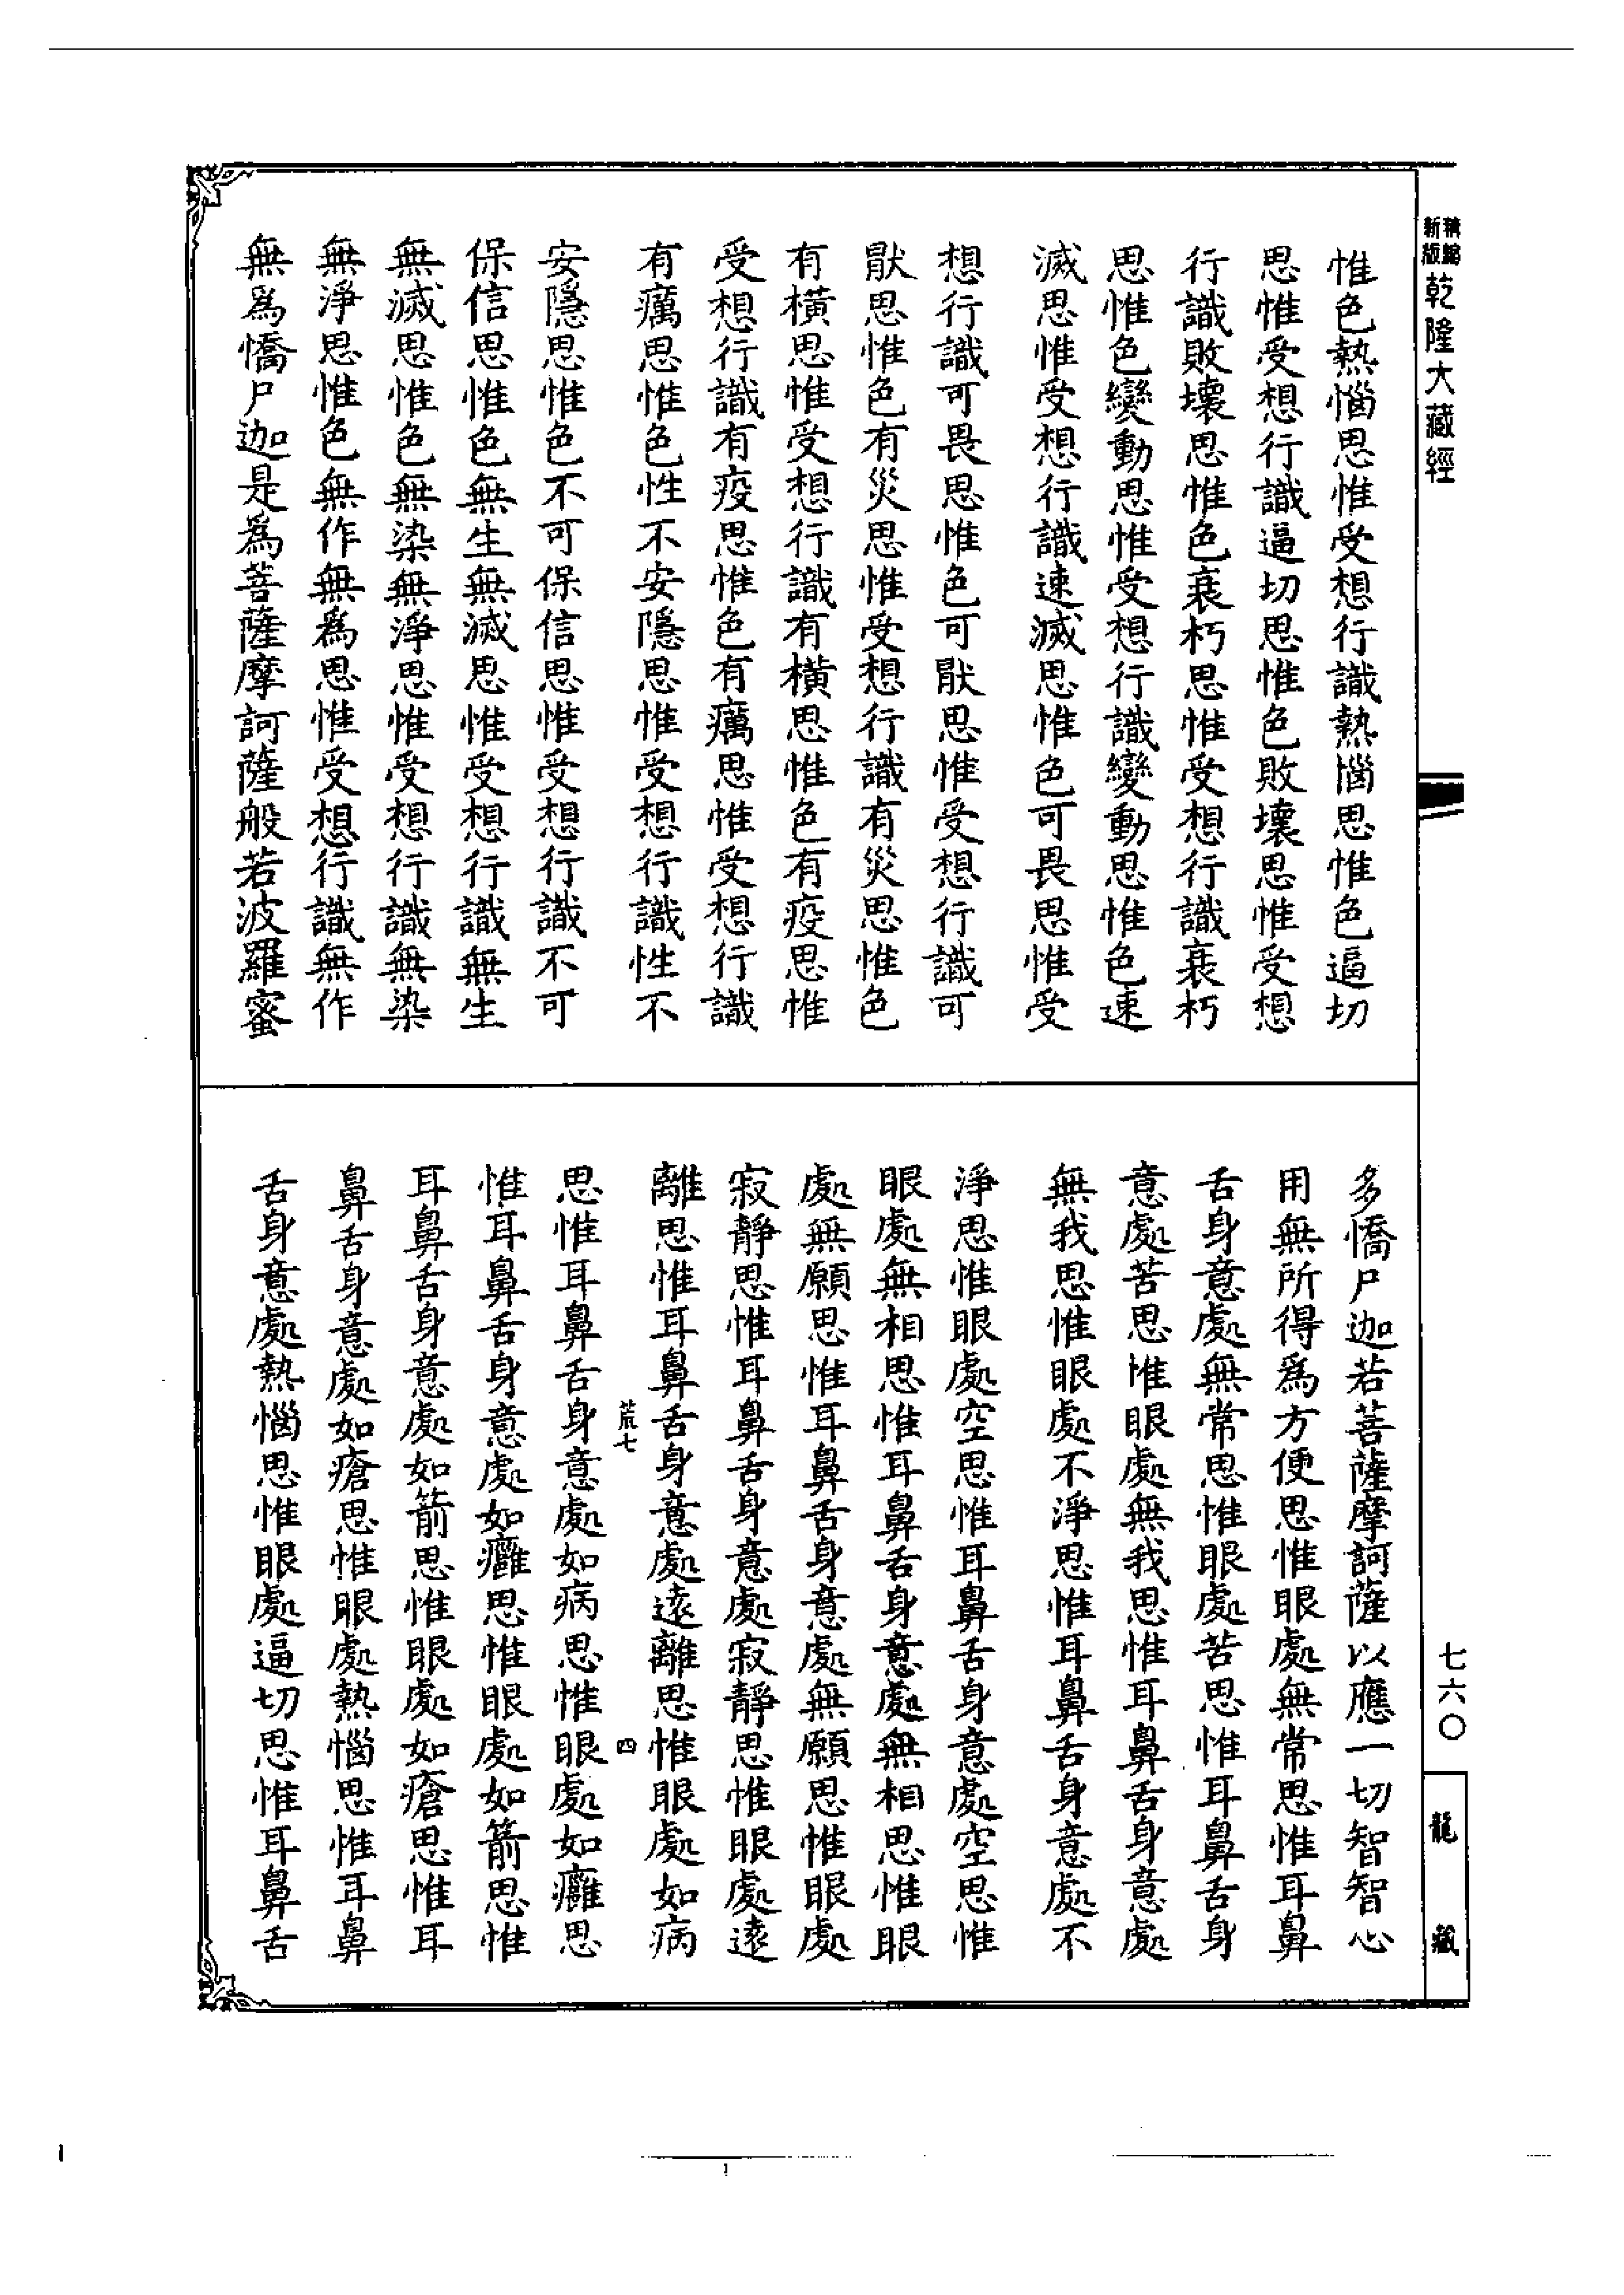 新編縮版乾隆大藏經
惟色熱惱思惟受想行識熱惱思惟色逼切
思惟受想行識逼切思惟色敗壞思惟受想
行識敗壞思惟色衰朽思惟受想行識衰朽
思惟色變動思惟受想行識變動思惟色速
滅思惟受想行識速滅思惟色可畏思惟受
想行識可畏思惟色可猒思惟受想行識可
猒思惟色有災思惟受想行識有災思惟色
有橫思惟受想行識有橫思惟色有疫思惟
受想行識有疫思惟色有癘思惟受想行識
有癘思惟色性不安隱思惟受想行識性不
安隱思惟色不可保信思惟受想行識不可
保信思惟色無生無滅思惟受想行識無生
無滅思惟色無染無淨思惟受想行識無染
無淨思惟色無作無爲思惟受想行識無作
無爲憍尸迦是爲菩薩摩訶薩般若波羅蜜
多憍尸迦若菩薩摩訶薩以應一切智智心
用無所得爲方便思惟眼處無常思惟耳鼻
舌身意處無常思惟眼處苦思惟耳鼻舌身
意處苦思惟眼處無我思惟耳鼻舌身意處
無我思惟眼處不淨思惟耳鼻舌身意處不
淨思惟眼處空思惟耳鼻舌身意處空思惟
眼處無相思惟耳鼻舌身意處無相思惟眼
處無願思惟耳鼻舌身意處無願思惟眼處
寂靜思惟耳鼻舌身意處寂靜思惟眼處遠
離思惟耳鼻舌身意處遠離思惟眼處如病
荒七 四
思惟耳鼻舌身意處如病思惟眼處如癰思
惟耳鼻舌身意處如癰思惟眼處如箭思惟
耳鼻舌身意處如箭思惟眼處如瘡思惟耳
鼻舌身意處如瘡思惟眼處熱惱思惟耳鼻
舌身意處熱惱思惟眼處逼切思惟耳鼻舌
七六〇
龍藏